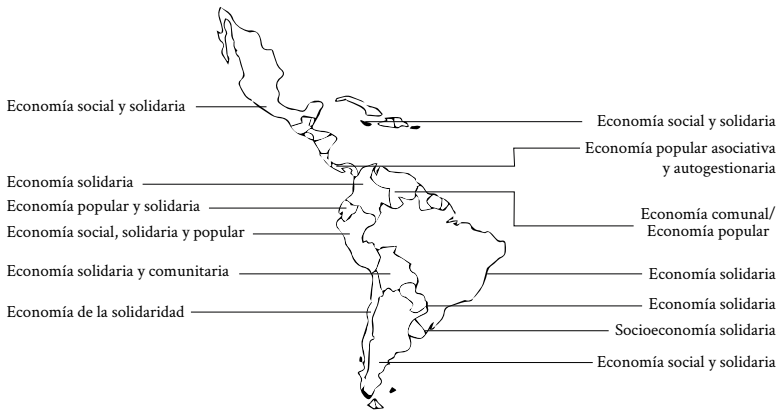 Economía social y solidaria
Economía solidaria
Economía popular y solidaria
Economía social, solidaria y popular
Economía solidaria y comunitaria
Economía de la solidaridad
Economía social y solidaria
Economía popular asociativa
y autogestionaria
Economía comunal/
Economía popular
Economía solidaria
Economía solidaria
Socioeconomía solidaria
Economía social y solidaria